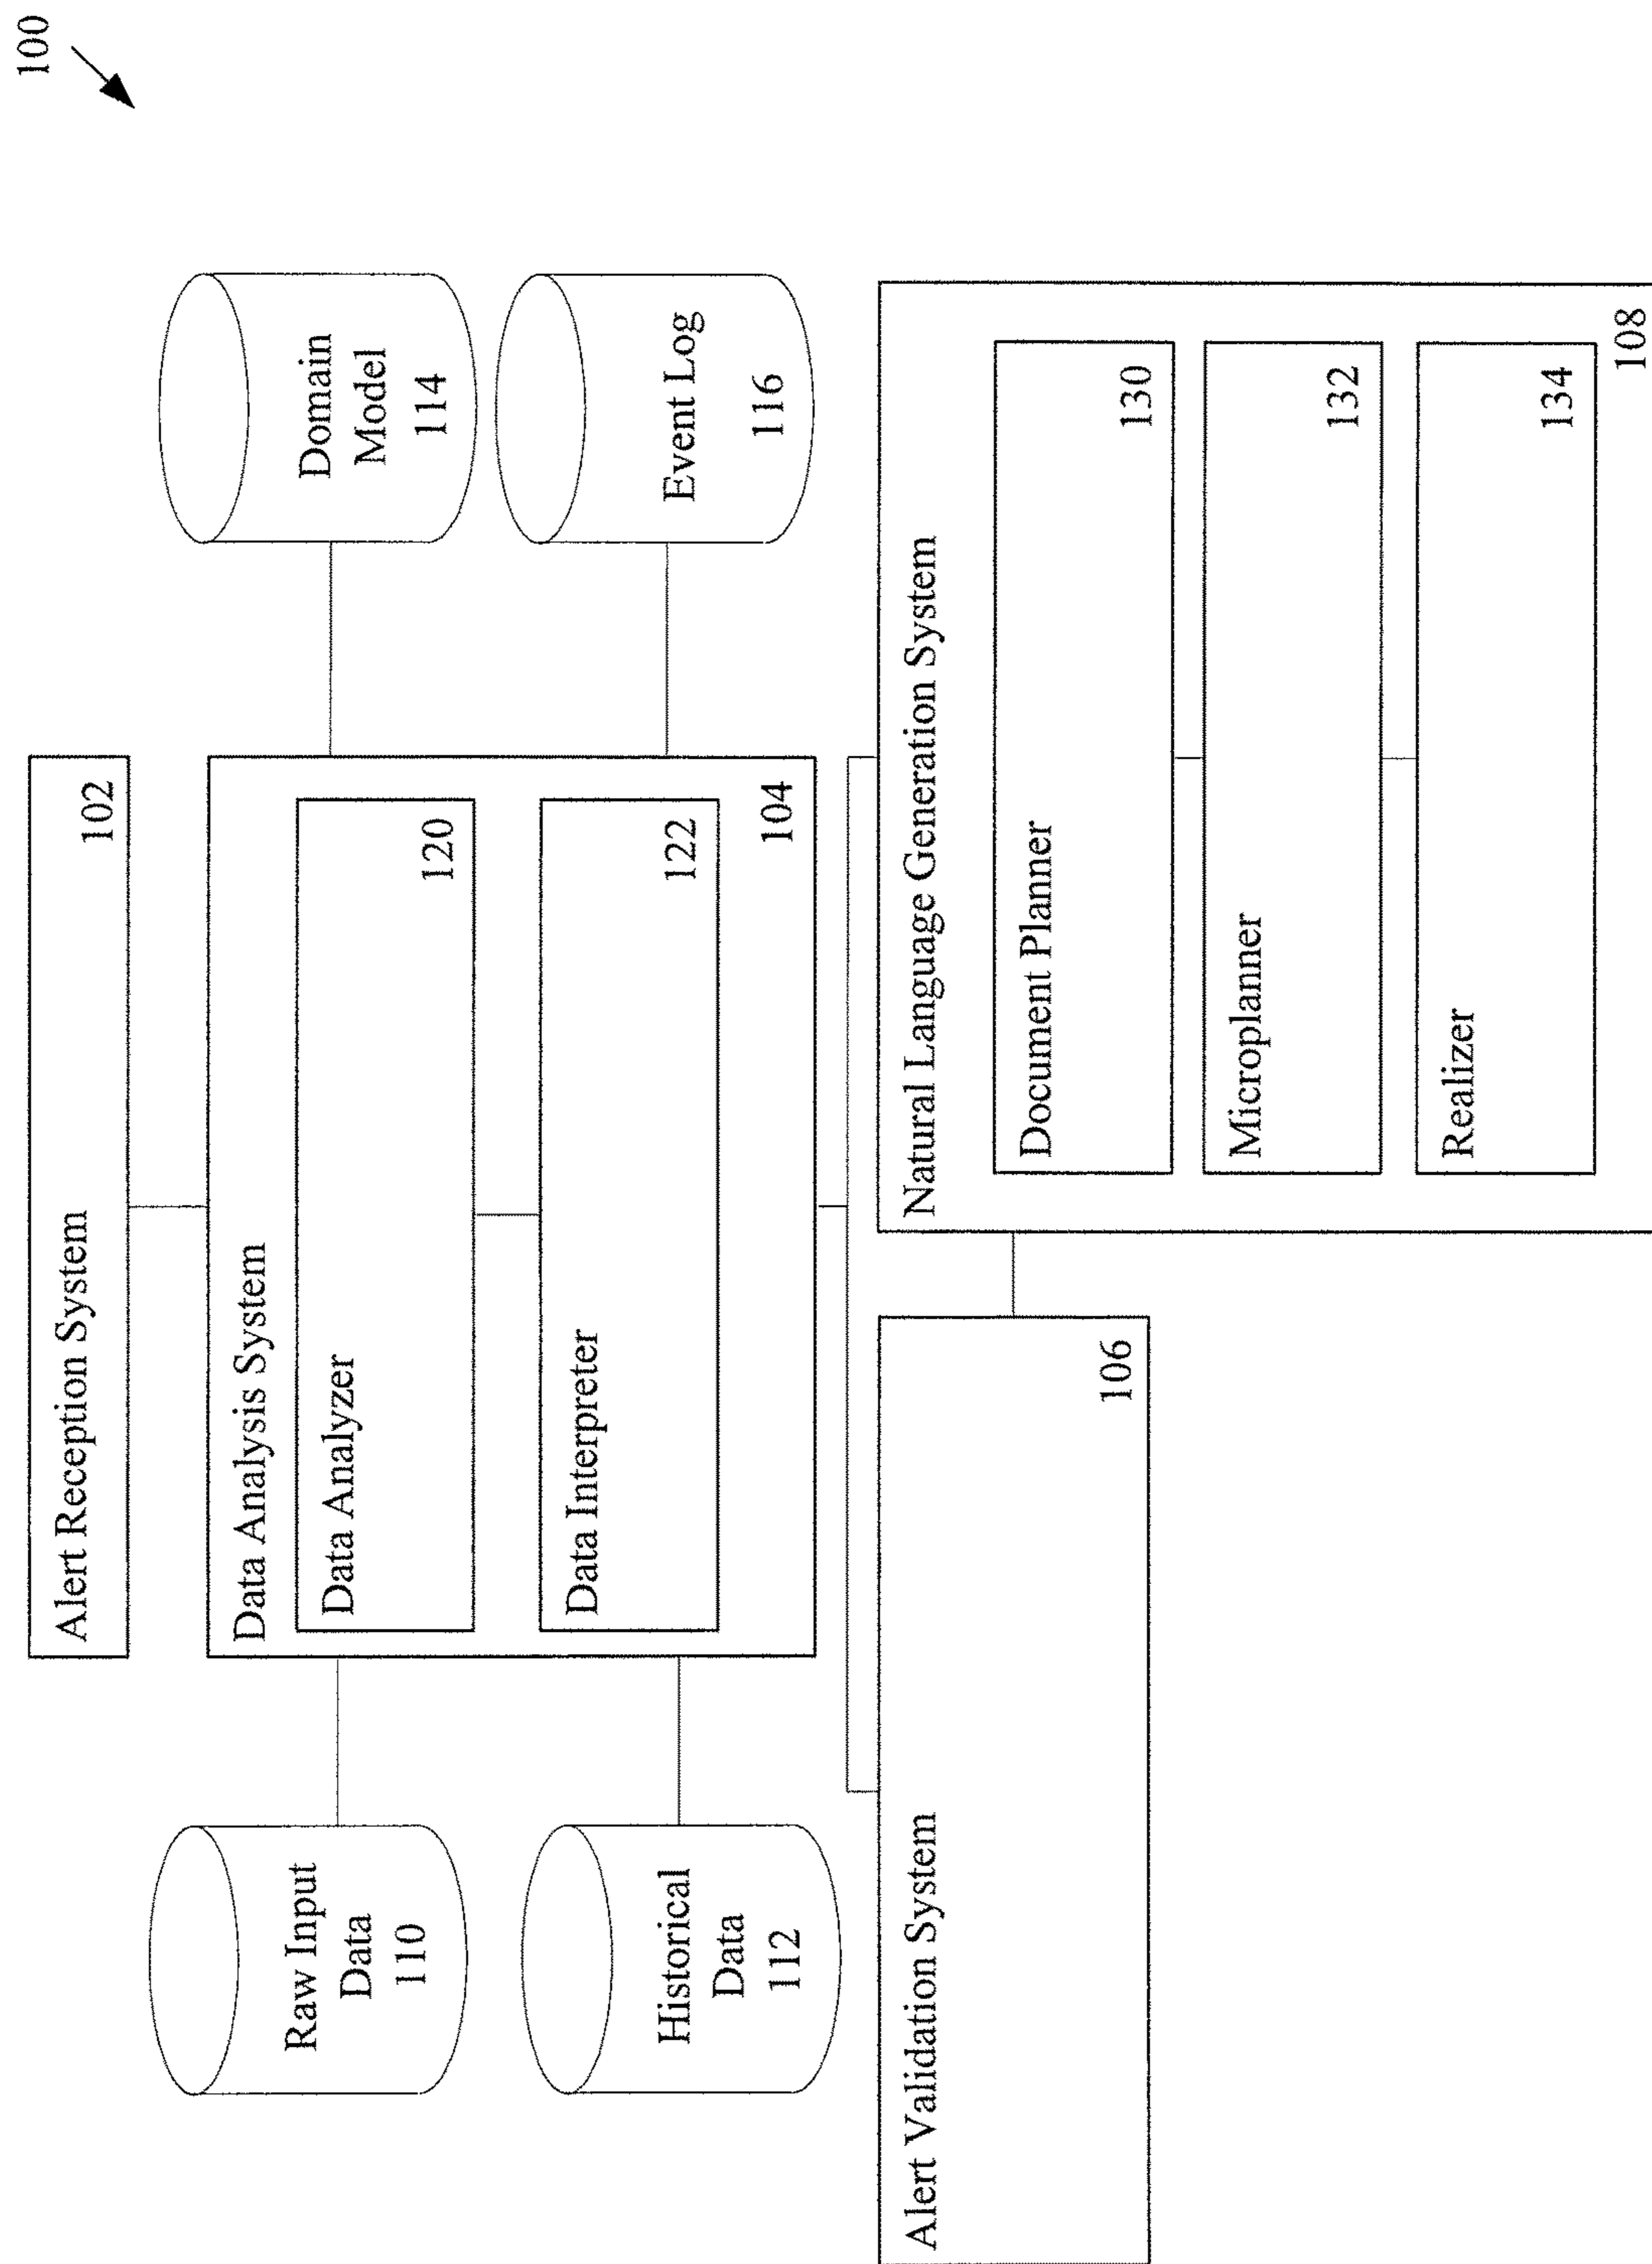 100
Alert Reception System
102
Raw Input
Data
110
Historical
Data
112
Data Analysis System
Data Analyzer
120
Data Interpreter
122
104
Domain
Model
114
Event Log
116
Alert Validation System
106
Natural Language Generation System
Document Planner
130
Microplanner
132
Realizer
134
108